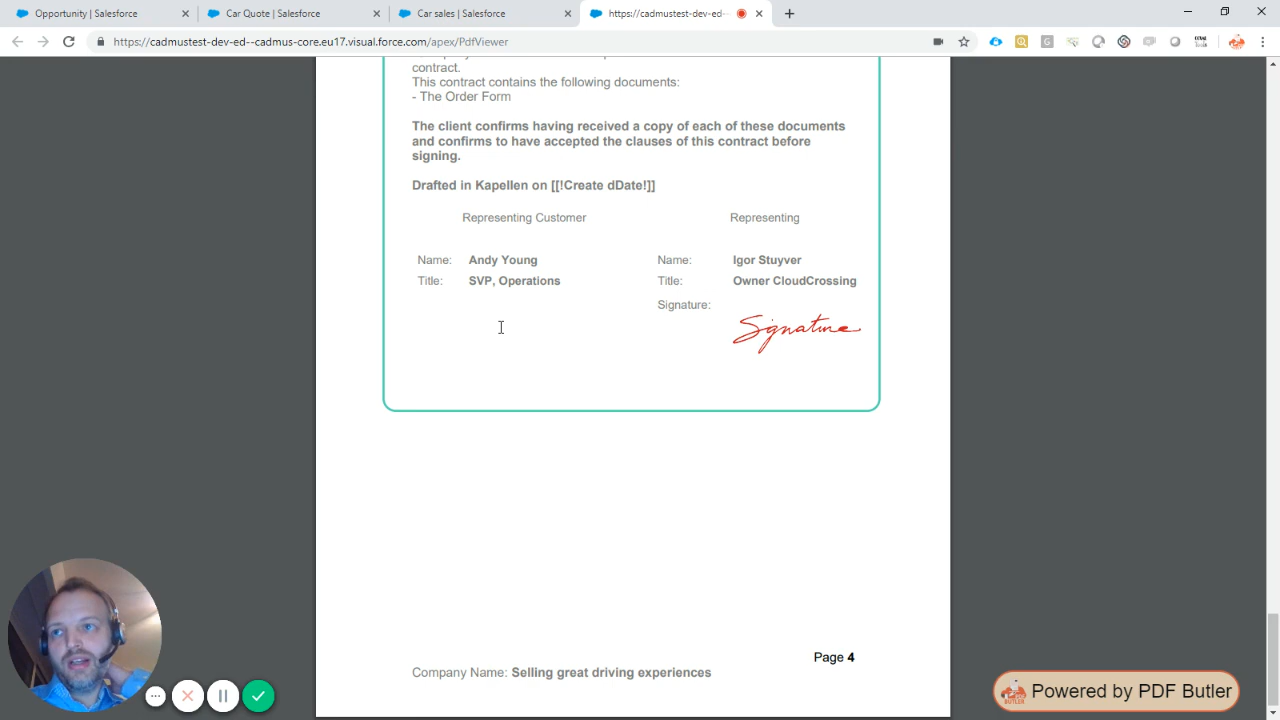 Opportunity | Salesforce
Car Quote | Salesforce
Car sales | Salesforce
https://cadmustest-dev-ed-
https://cadmustest-dev-ed--cadmus-core.eu17.visual.force.com/apex/PdfViewer
contract.
This contract contains the following documents:
- The Order Form
The client confirms having received a copy of each of these documents
and confirms to have accepted the clauses of this contract before
signing.
Drafted in Kapellen on [[!Create dDate!]]
Representing Customer Representing
Name: Andy Young Name: Igor Stuyver
Title: SVP, Operations Title: Owner CloudCrossing
Signature:
Signature
Page 4
Company Name: Selling great driving experiences
BUTLER
Powered by PDF Butler